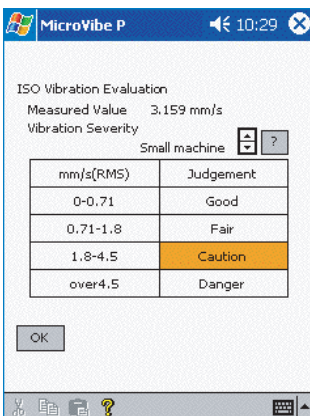 MicroVibe P 10:29
ISO Vibration Evaluation
Measured Value 3.159 mm/s
Vibration Severity
Small machine ?
mm/s(RMS) Judgement
0-0.71 Good
0.71-1.8 Fair
1.8-4.5 Caution
over4.5 Danger
OK